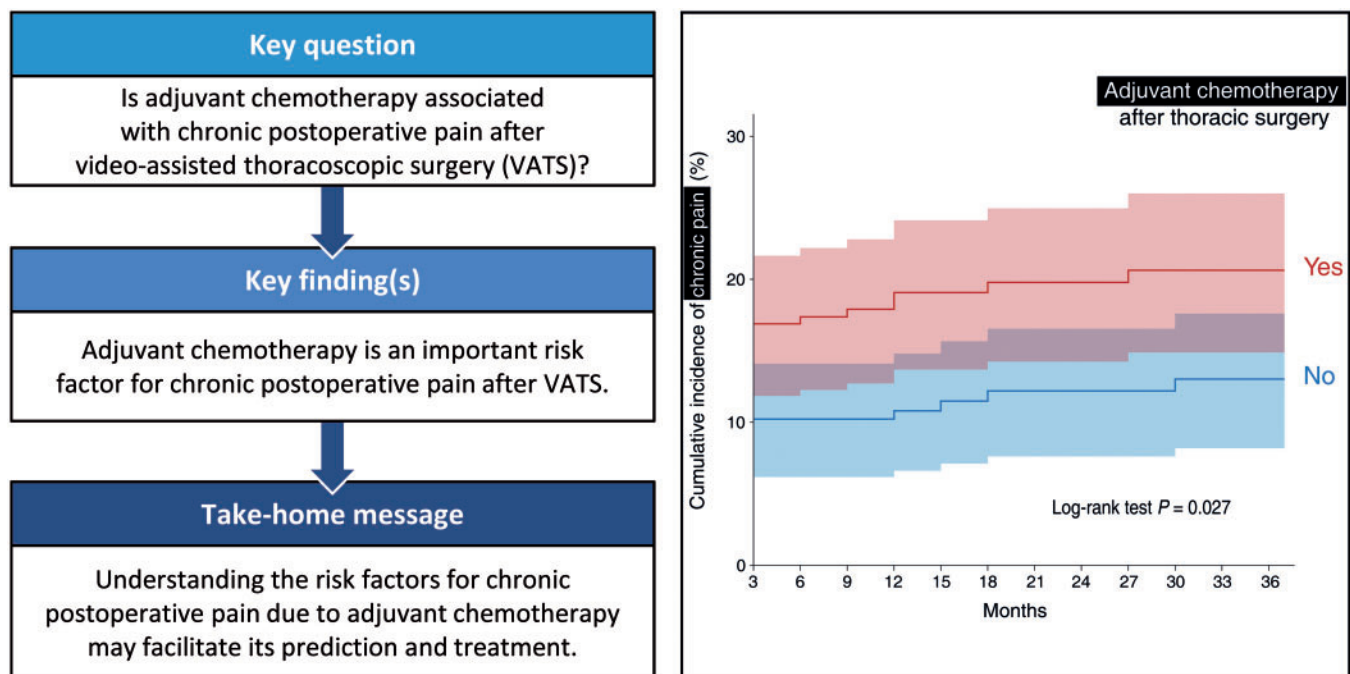 Key question
Is adjuvant chemotherapy associated
with chronic postoperative pain after
video-assisted thoracoscopic surgery (VATS)?
Key finding(s)
Adjuvant chemotherapy is an important risk
factor for chronic postoperative pain after VATS.
Take-home message
Understanding the risk factors for chronic
postoperative pain due to adjuvant chemotherapy
may facilitate its prediction and treatment.
Adjuvant chemotherapy
after thoracic surgery
Cumulative incidence of chronic pain (%)
30
20
10
0
Yes
No
Log-rank test P = 0.027
3 6 9 12 15 18 21 24 27 30 33 36
Months